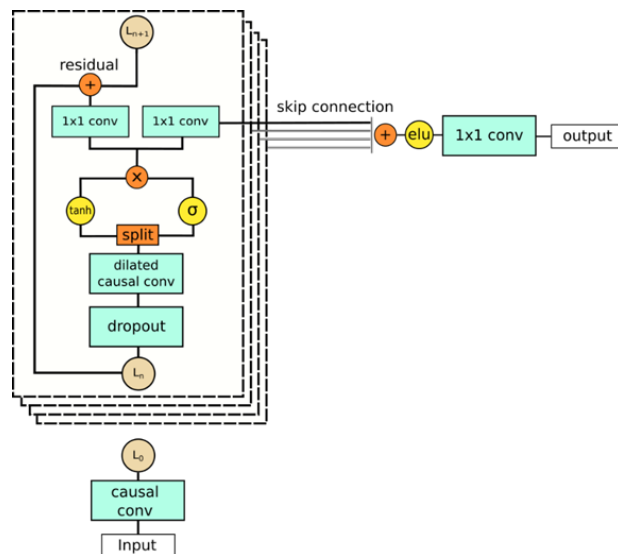 Ln+1
residual
+
1x1 conv
1x1 conv
skip connection
+
elu
1x1 conv
output
×
tanh
σ
split
dilated
causal conv
dropout
Ln
L0
causal
conv
Input